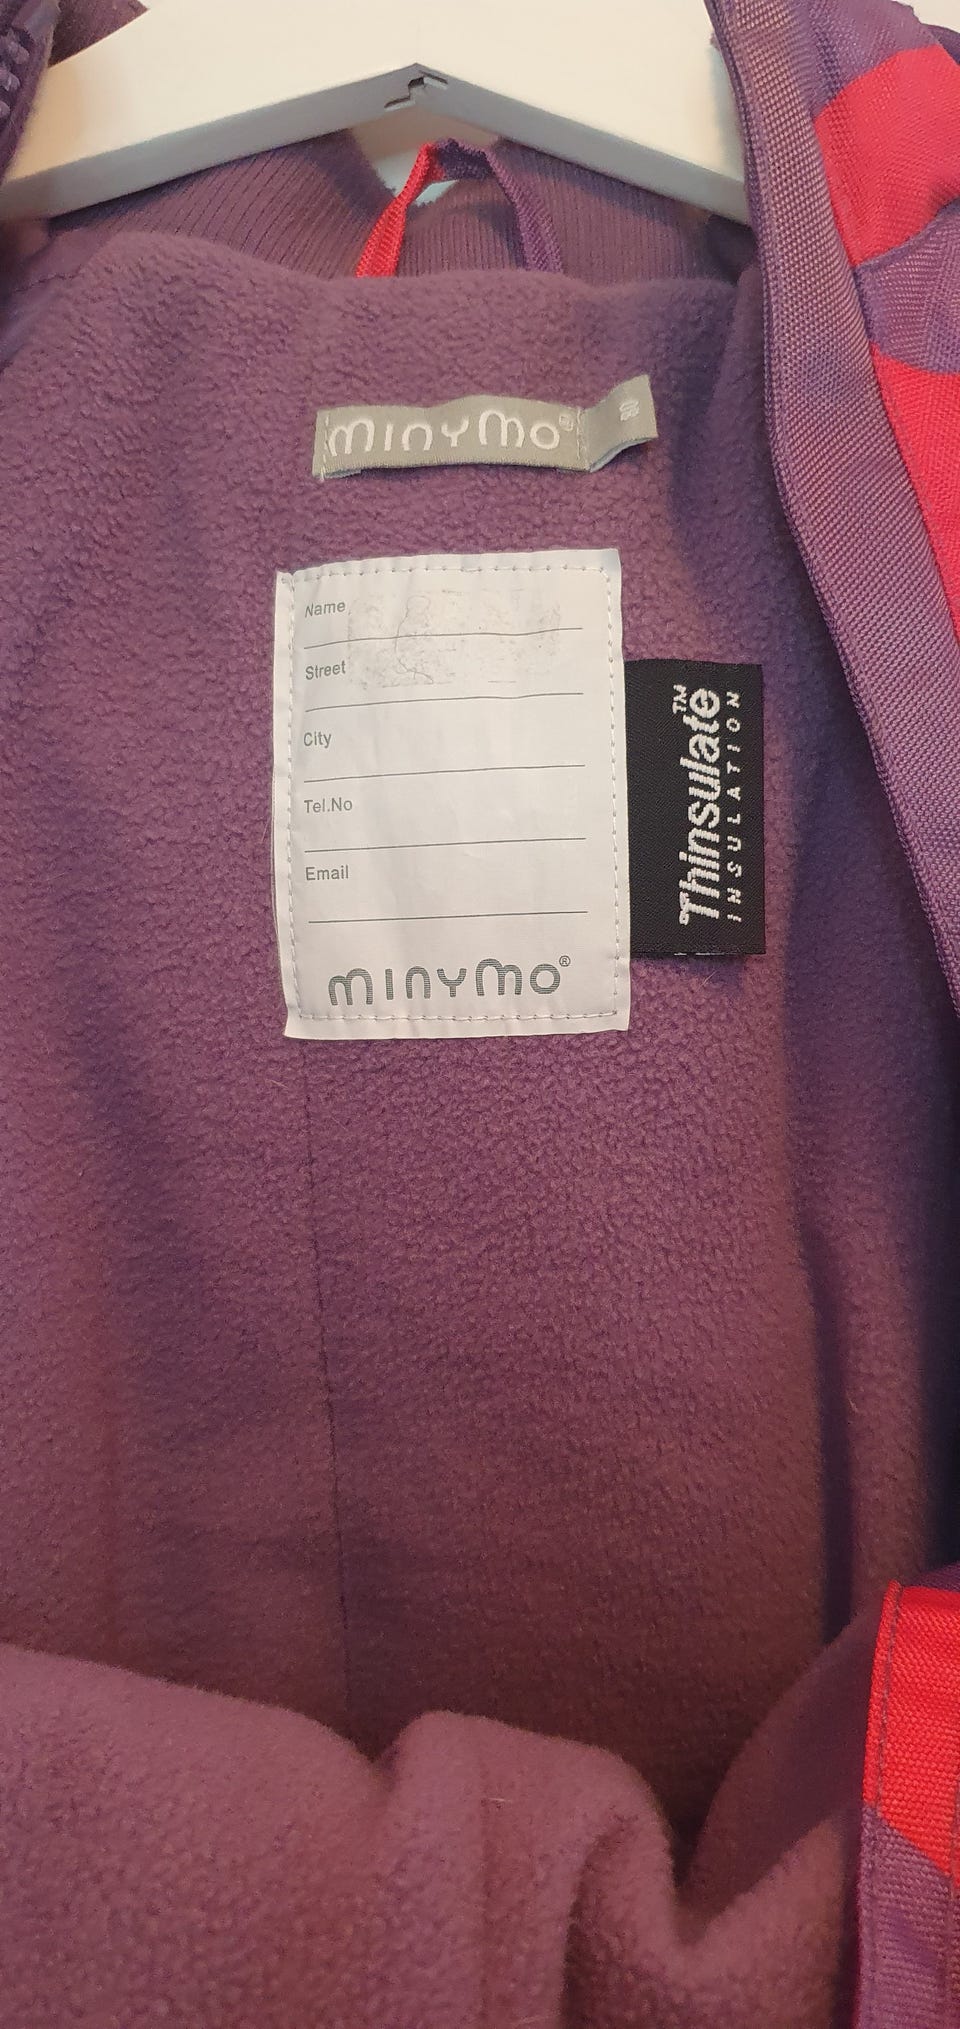 minymo®
Name
Street
City
Tel.No
Email
minymo®
Thinsulate™
INSULATION